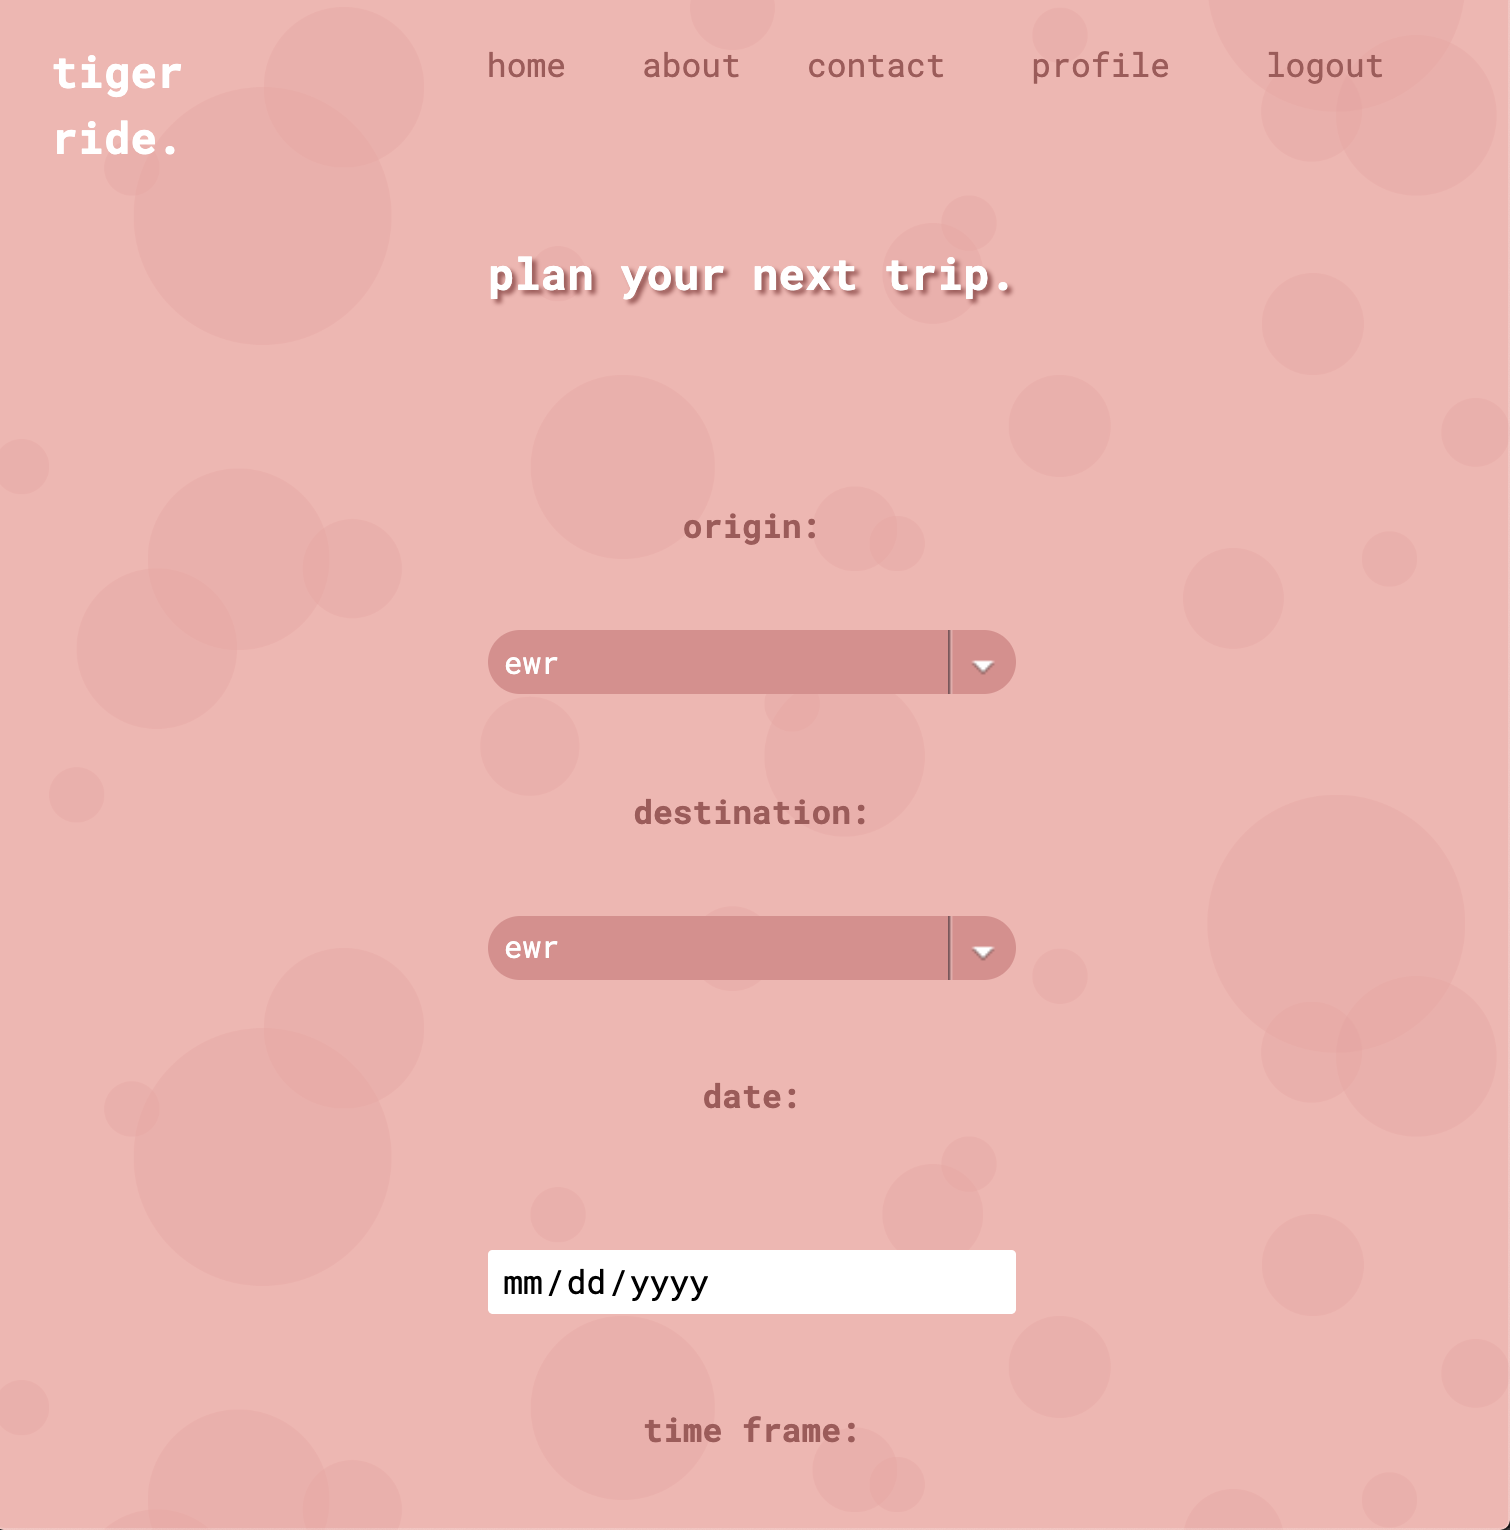 tiger
ride.
home about contact profile logout
plan your next trip.
origin:
ewr
destination:
ewr
date:
mm/dd/yyyy
time frame: